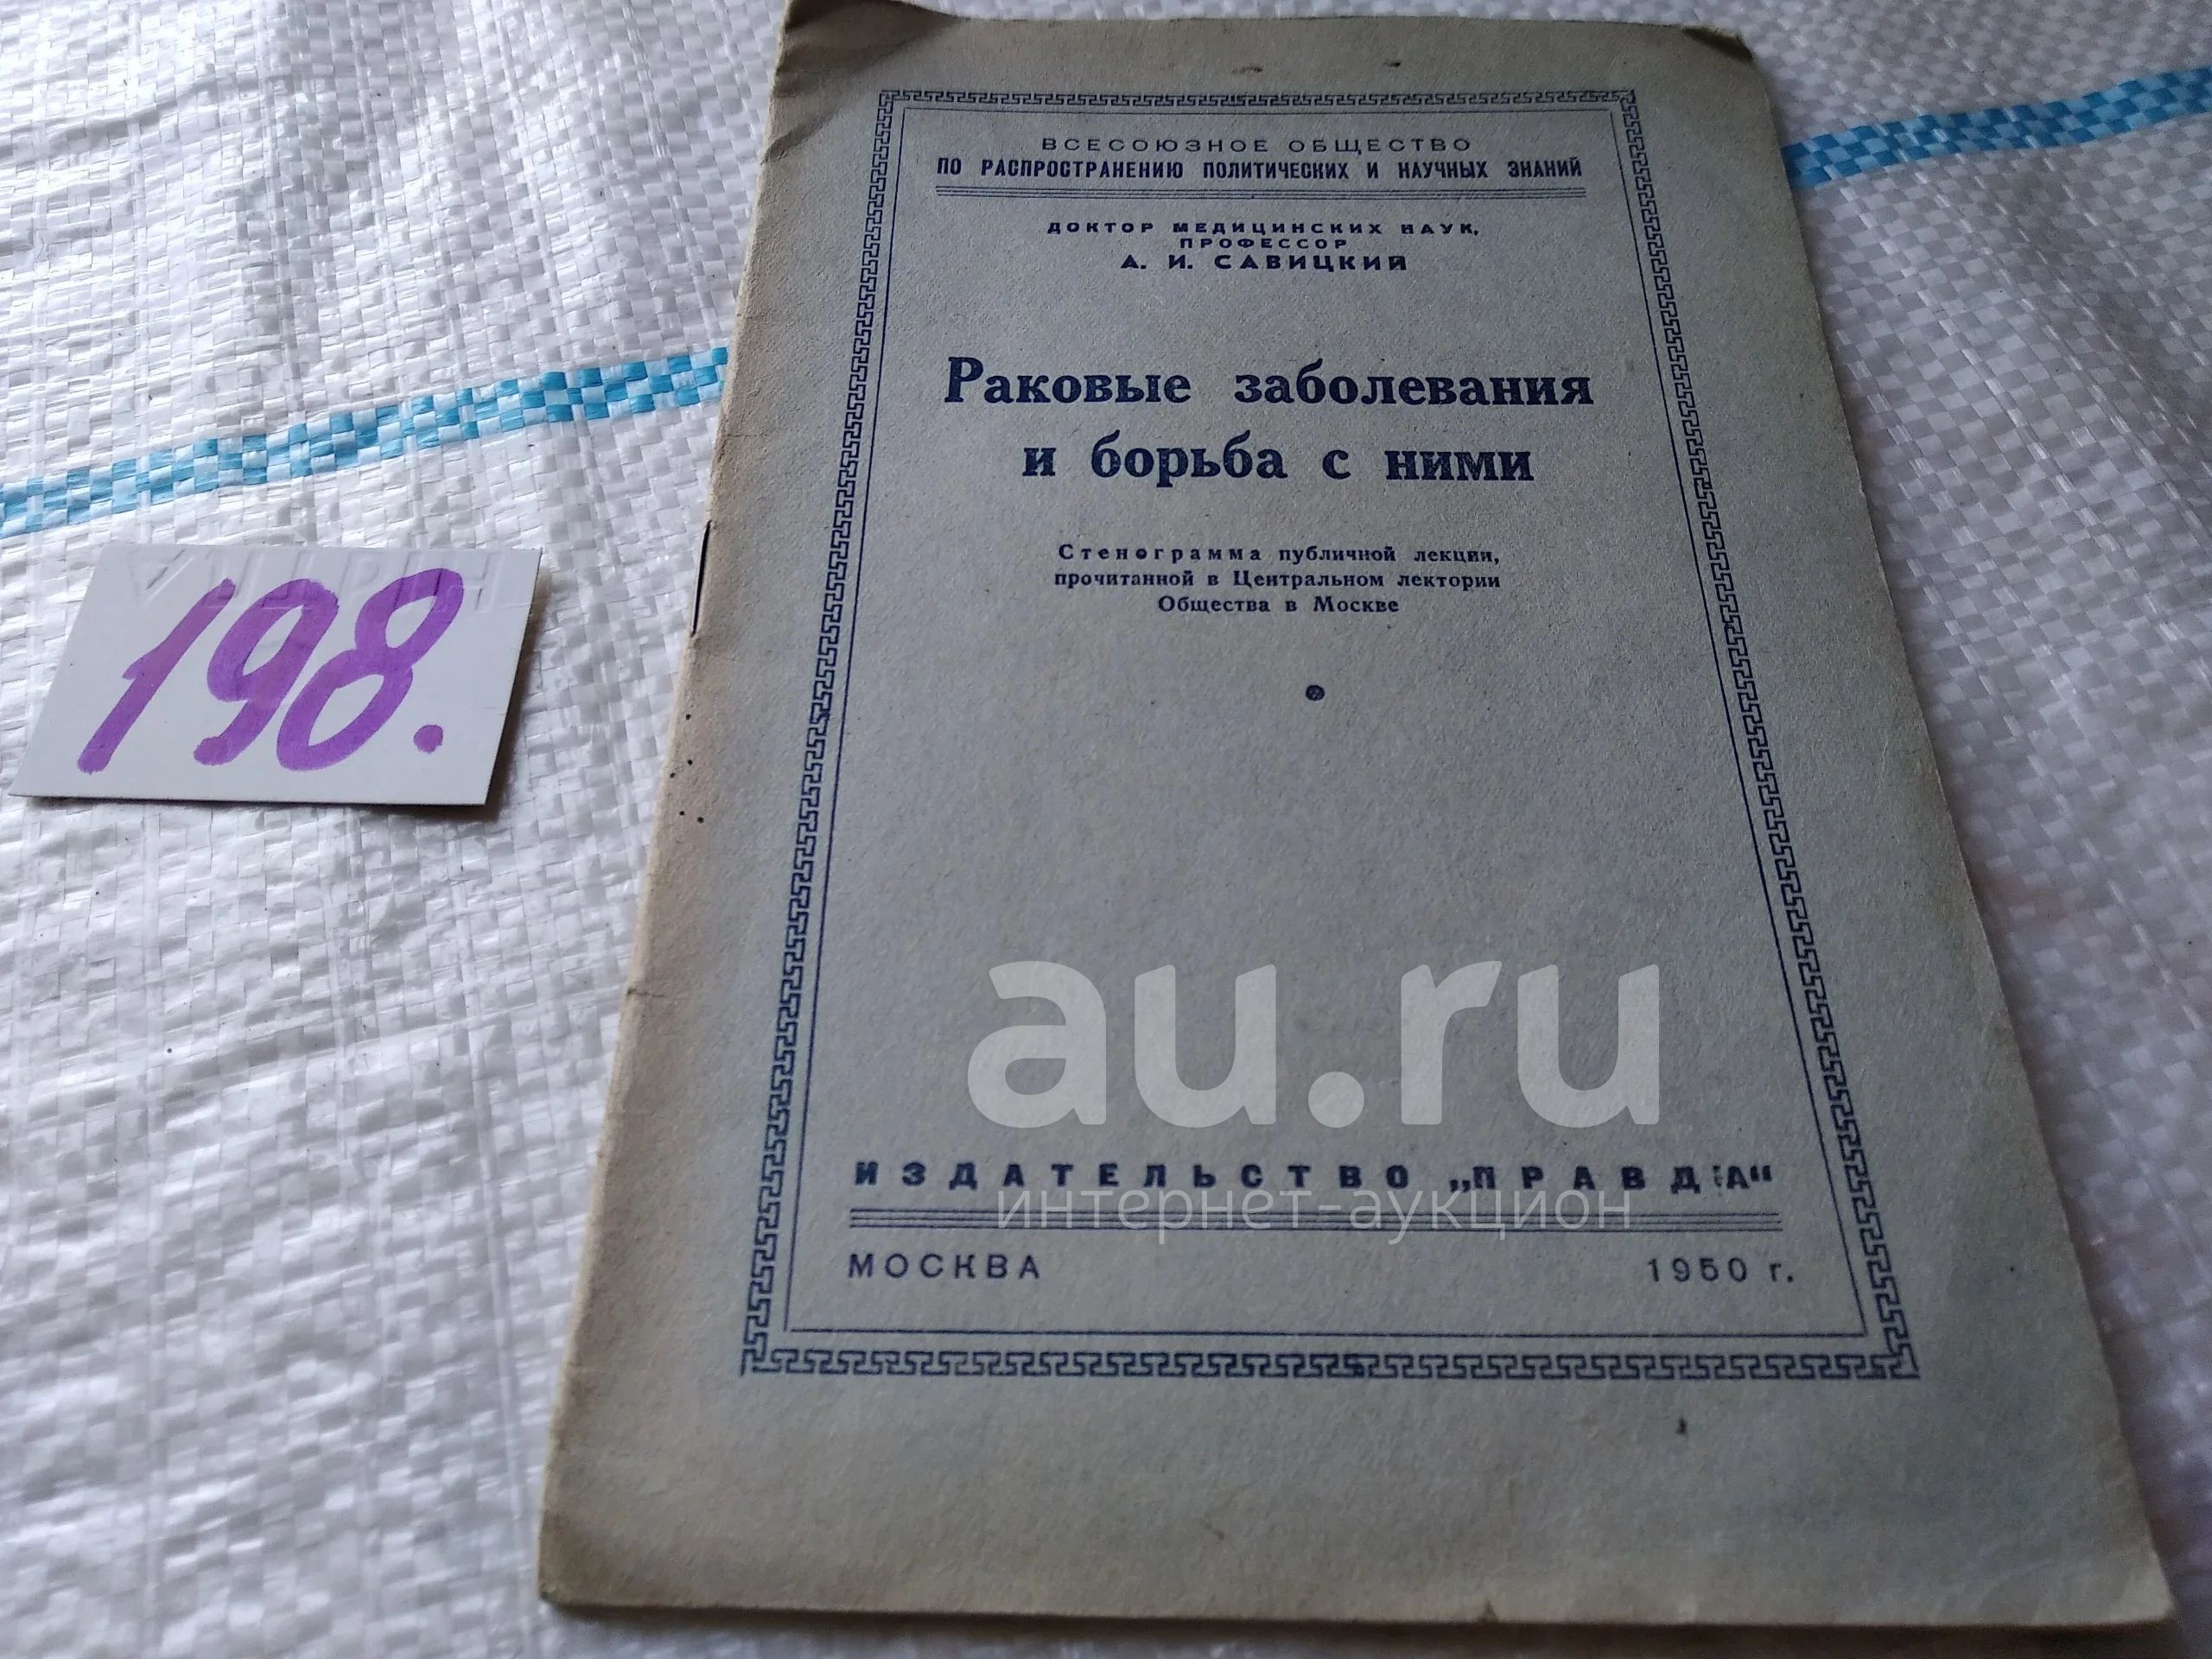 ВСЕСОЮЗНОЕ ОБЩЕСТВО
ПО РАСПРОСТРАНЕНИЮ ПОЛИТИЧЕСКИХ И НАУЧНЫХ ЗНАНИЙ
ДОКТОР МЕДИЦИНСКИХ НАУК,
ПРОФЕССОР
А. И. САВИЦКИЙ
Раковые заболевания
и борьба с ними
Стенограмма публичной лекции,
прочитанной в Центральном лектории
Общества в Москве
198.
au.ru
ИЗДАТЕЛЬСТВО „ПРАВДА“
интернет-аукцион
МОСКВА 1950 г.